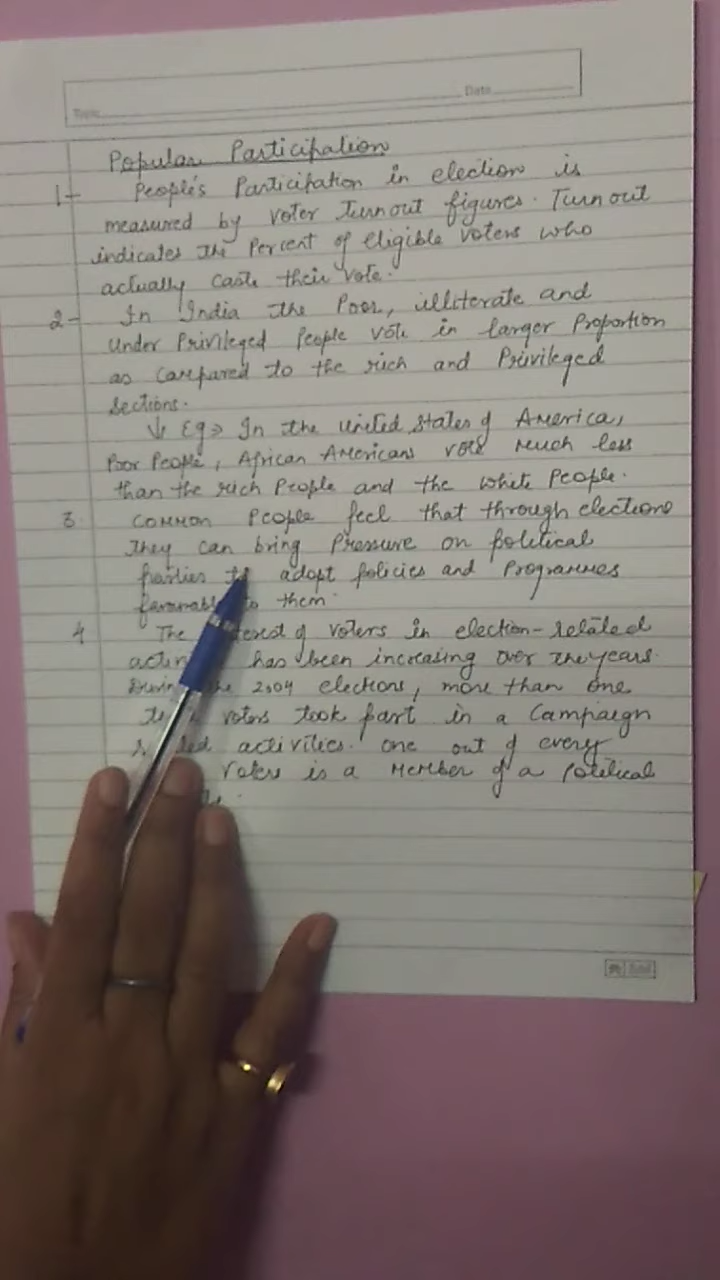 Topic Date
Popular Participation
1- People's Participation in election is
measured by voter turnout figures. Turnout
indicates the Percent of eligible voters who
actually caste their vote.
2- In India the Poor, illiterate and
under Privileged People vote in larger Proportion
as compared to the rich and Privileged
sections.
↓ Eg⇒ In the united states of America,
Poor People, African Americans vote much less
than the rich People and the white People.
3 Common People feel that through elections
they can bring Pressure on political
parties to adopt policies and Programmes
them.
4 The of voters in election-related
has been increasing over the years.
2004 elections, more than one
voters took part in a campaign
activities. one out of every
voters is a member of a political